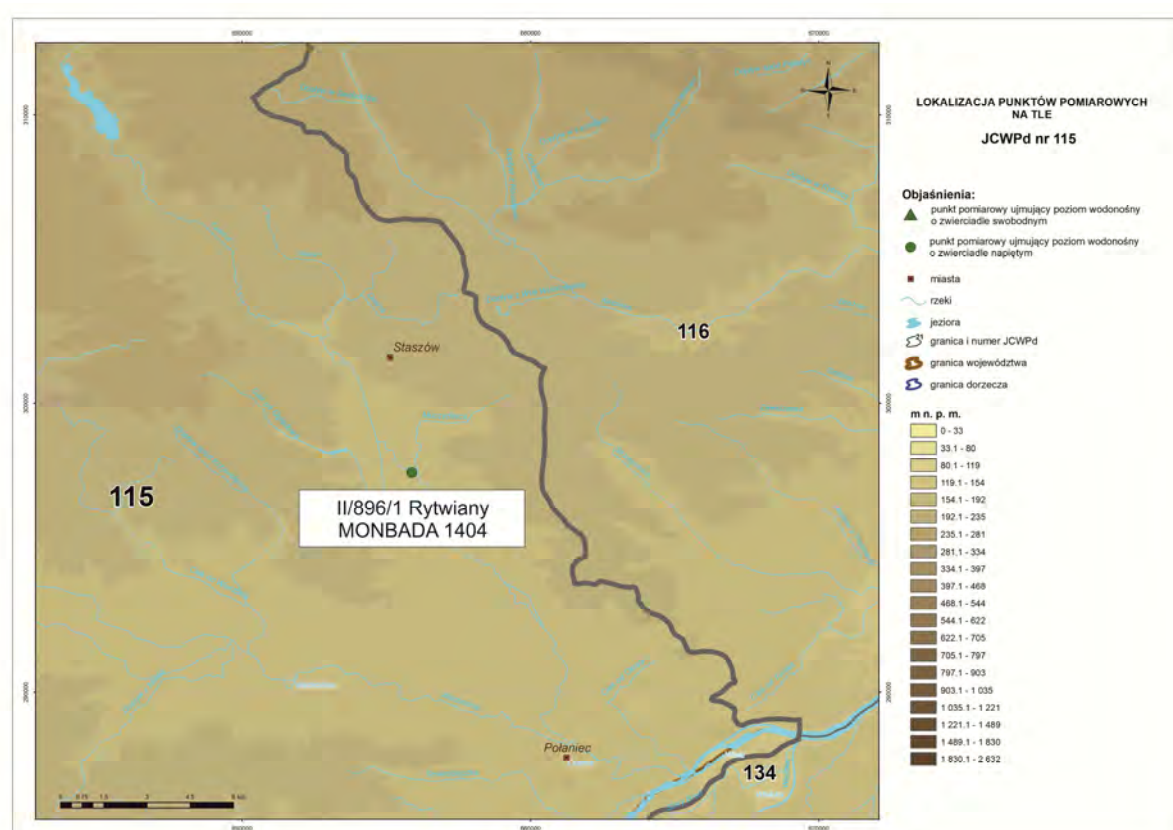 LOKALIZACJA PUNKTÓW POMIAROWYCH
NA TLE
JCWPd nr 115
Objaśnienia:
punkt pomiarowy ujmujący poziom wodonośny
o zwierciadle swobodnym
punkt pomiarowy ujmujący poziom wodonośny
o zwierciadle napiętym
miasta
rzeki
jeziora
granica i numer JCWPd
granica województwa
granica dorzecza
m n. p. m.
0 - 33
33.1 - 80
80.1 - 119
119.1 - 154
154.1 - 192
192.1 - 235
235.1 - 281
281.1 - 334
334.1 - 397
397.1 - 468
468.1 - 544
544.1 - 622
622.1 - 705
705.1 - 797
797.1 - 903
903.1 - 1 035
1 035.1 - 1 221
1 221.1 - 1 489
1 489.1 - 1 830
1 830.1 - 2 632
116
Staszów
115
II/896/1 Rytwiany
MONBADA 1404
Połaniec
134